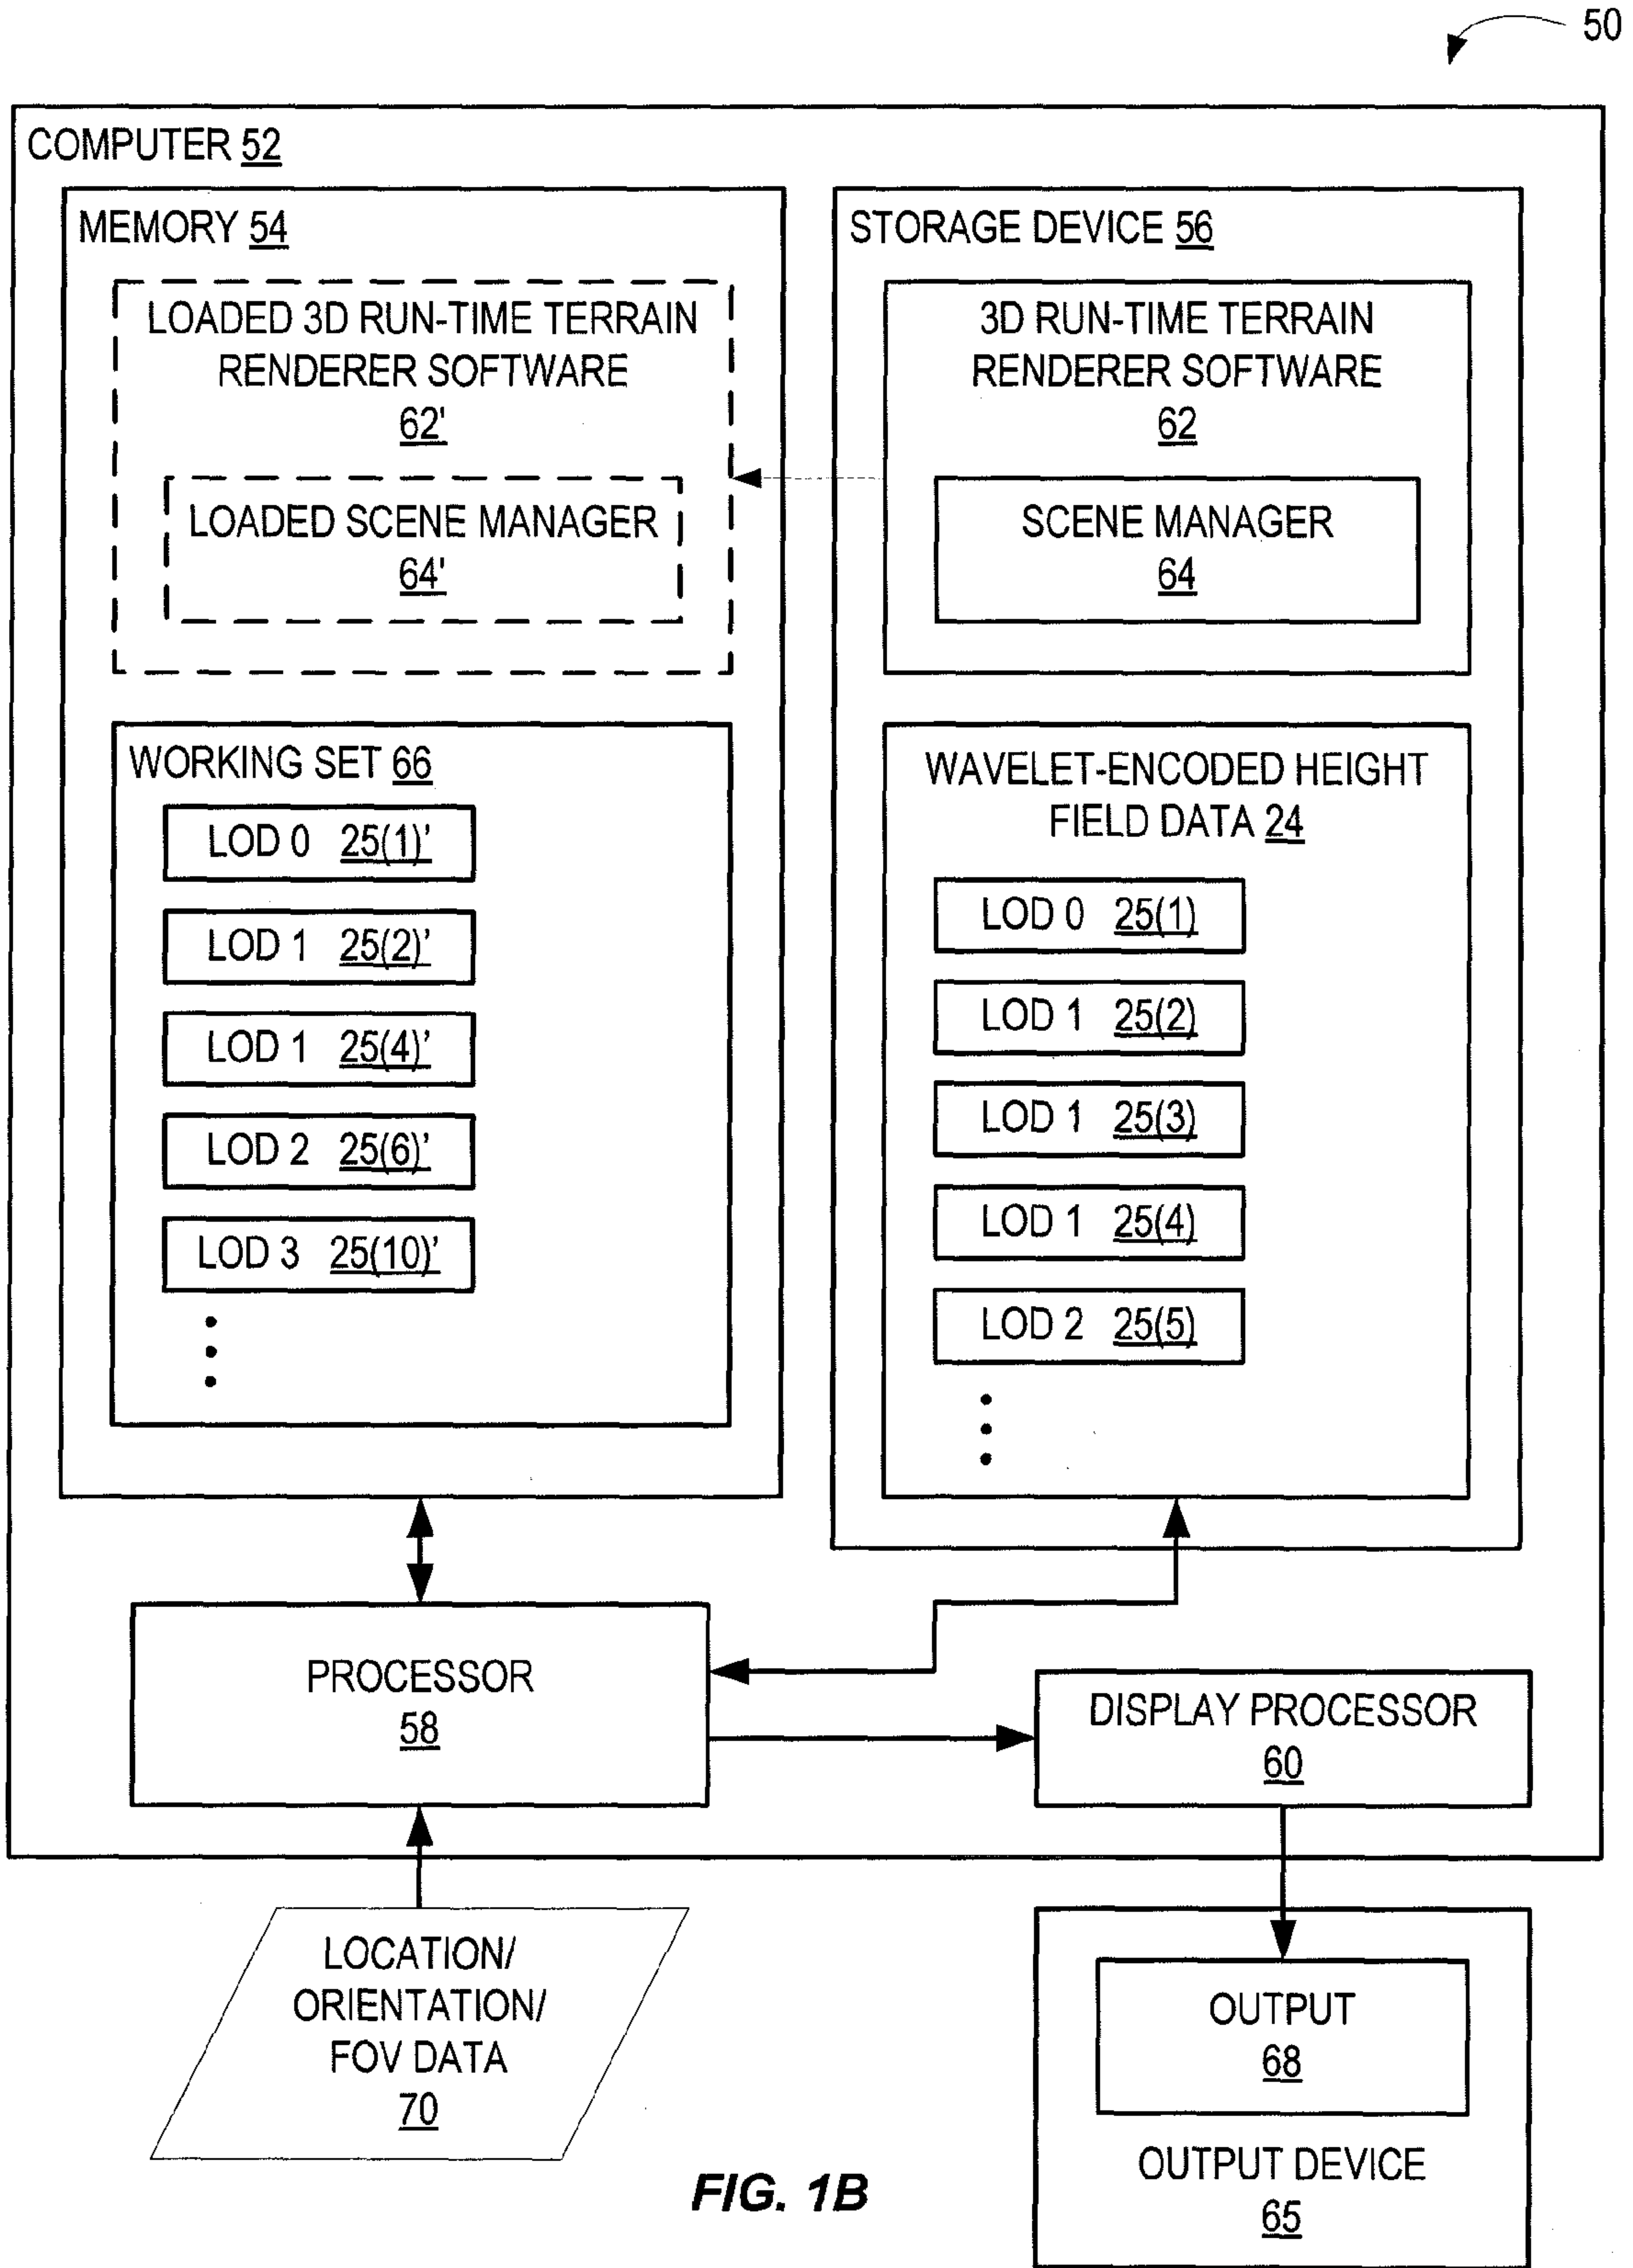 50
COMPUTER 52
MEMORY 54
LOADED 3D RUN-TIME TERRAIN
RENDERER SOFTWARE
62'
LOADED SCENE MANAGER
64'
WORKING SET 66
LOD 0 25(1)'
LOD 1 25(2)'
LOD 1 25(4)'
LOD 2 25(6)'
LOD 3 25(10)'
STORAGE DEVICE 56
3D RUN-TIME TERRAIN
RENDERER SOFTWARE
62
SCENE MANAGER
64
WAVELET-ENCODED HEIGHT
FIELD DATA 24
LOD 0 25(1)
LOD 1 25(2)
LOD 1 25(3)
LOD 1 25(4)
LOD 2 25(5)
PROCESSOR
58
DISPLAY PROCESSOR
60
LOCATION/
ORIENTATION/
FOV DATA
70
OUTPUT
68
OUTPUT DEVICE
65
FIG. 1B